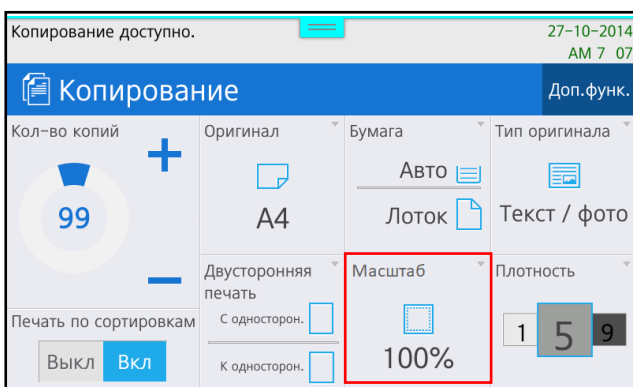 Копирование доступно.
27-10-2014
AM 7 07
Копирование
Доп.функ.
Кол-во копий
99
Оригинал
A4
Бумага
Авто
Лоток
Тип оригинала
Текст / фото
Печать по сортировкам
Выкл Вкл
Двусторонняя
печать
С односторон.
К односторон.
Масштаб
100%
Плотность
1 5 9